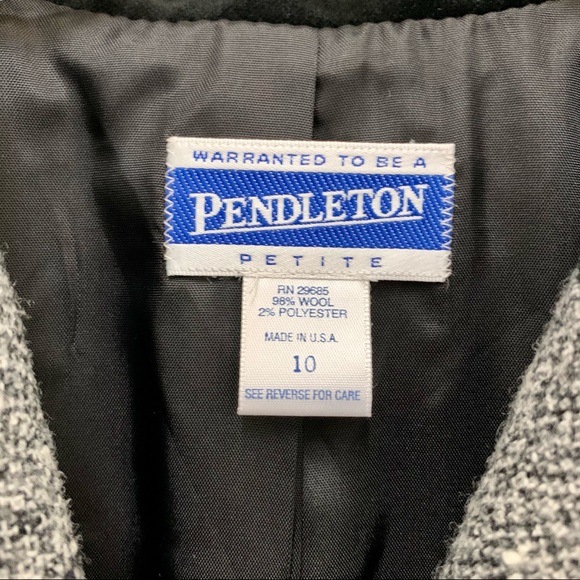 WARRANTED TO BE A
PENDLETON
PETITE
RN 29685
98% WOOL
2% POLYESTER
MADE IN U.S.A.
10
SEE REVERSE FOR CARE